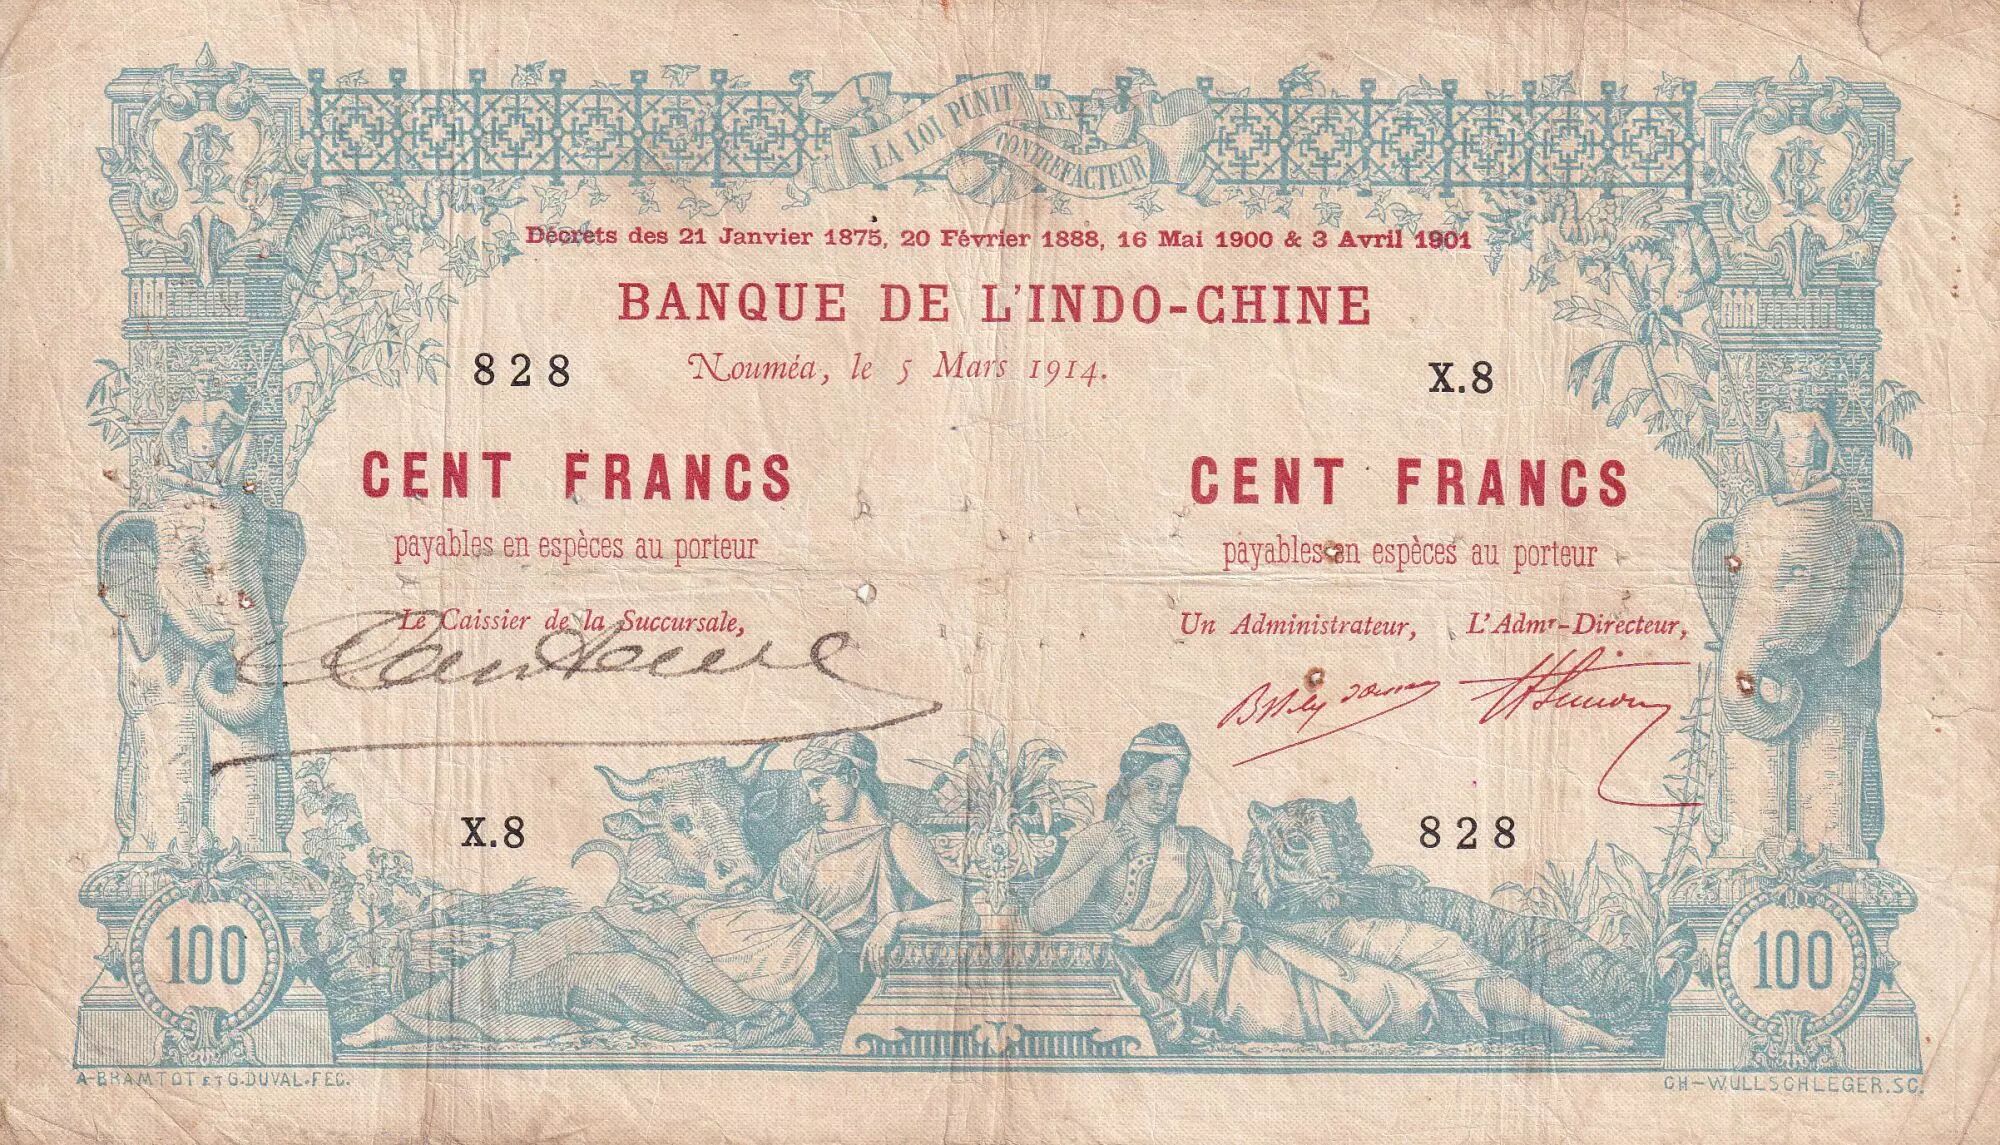 LA LOI PUNIT LE CONTREFACTEUR
Décrets des 21 Janvier 1875, 20 Février 1888, 16 Mai 1900 & 3 Avril 1901
BANQUE DE L'INDO-CHINE
828 Nouméa, le 5 Mars 1914. X.8
CENT FRANCS CENT FRANCS
payables en espèces au porteur payables en espèces au porteur
Le Caissier de la Succursale, Un Administrateur, L'Admr-Directeur,
X.8 828
100 100
A-BRAMTOT ET G.DUVAL.FEC. CH-WULLSCHLEGER.SC.